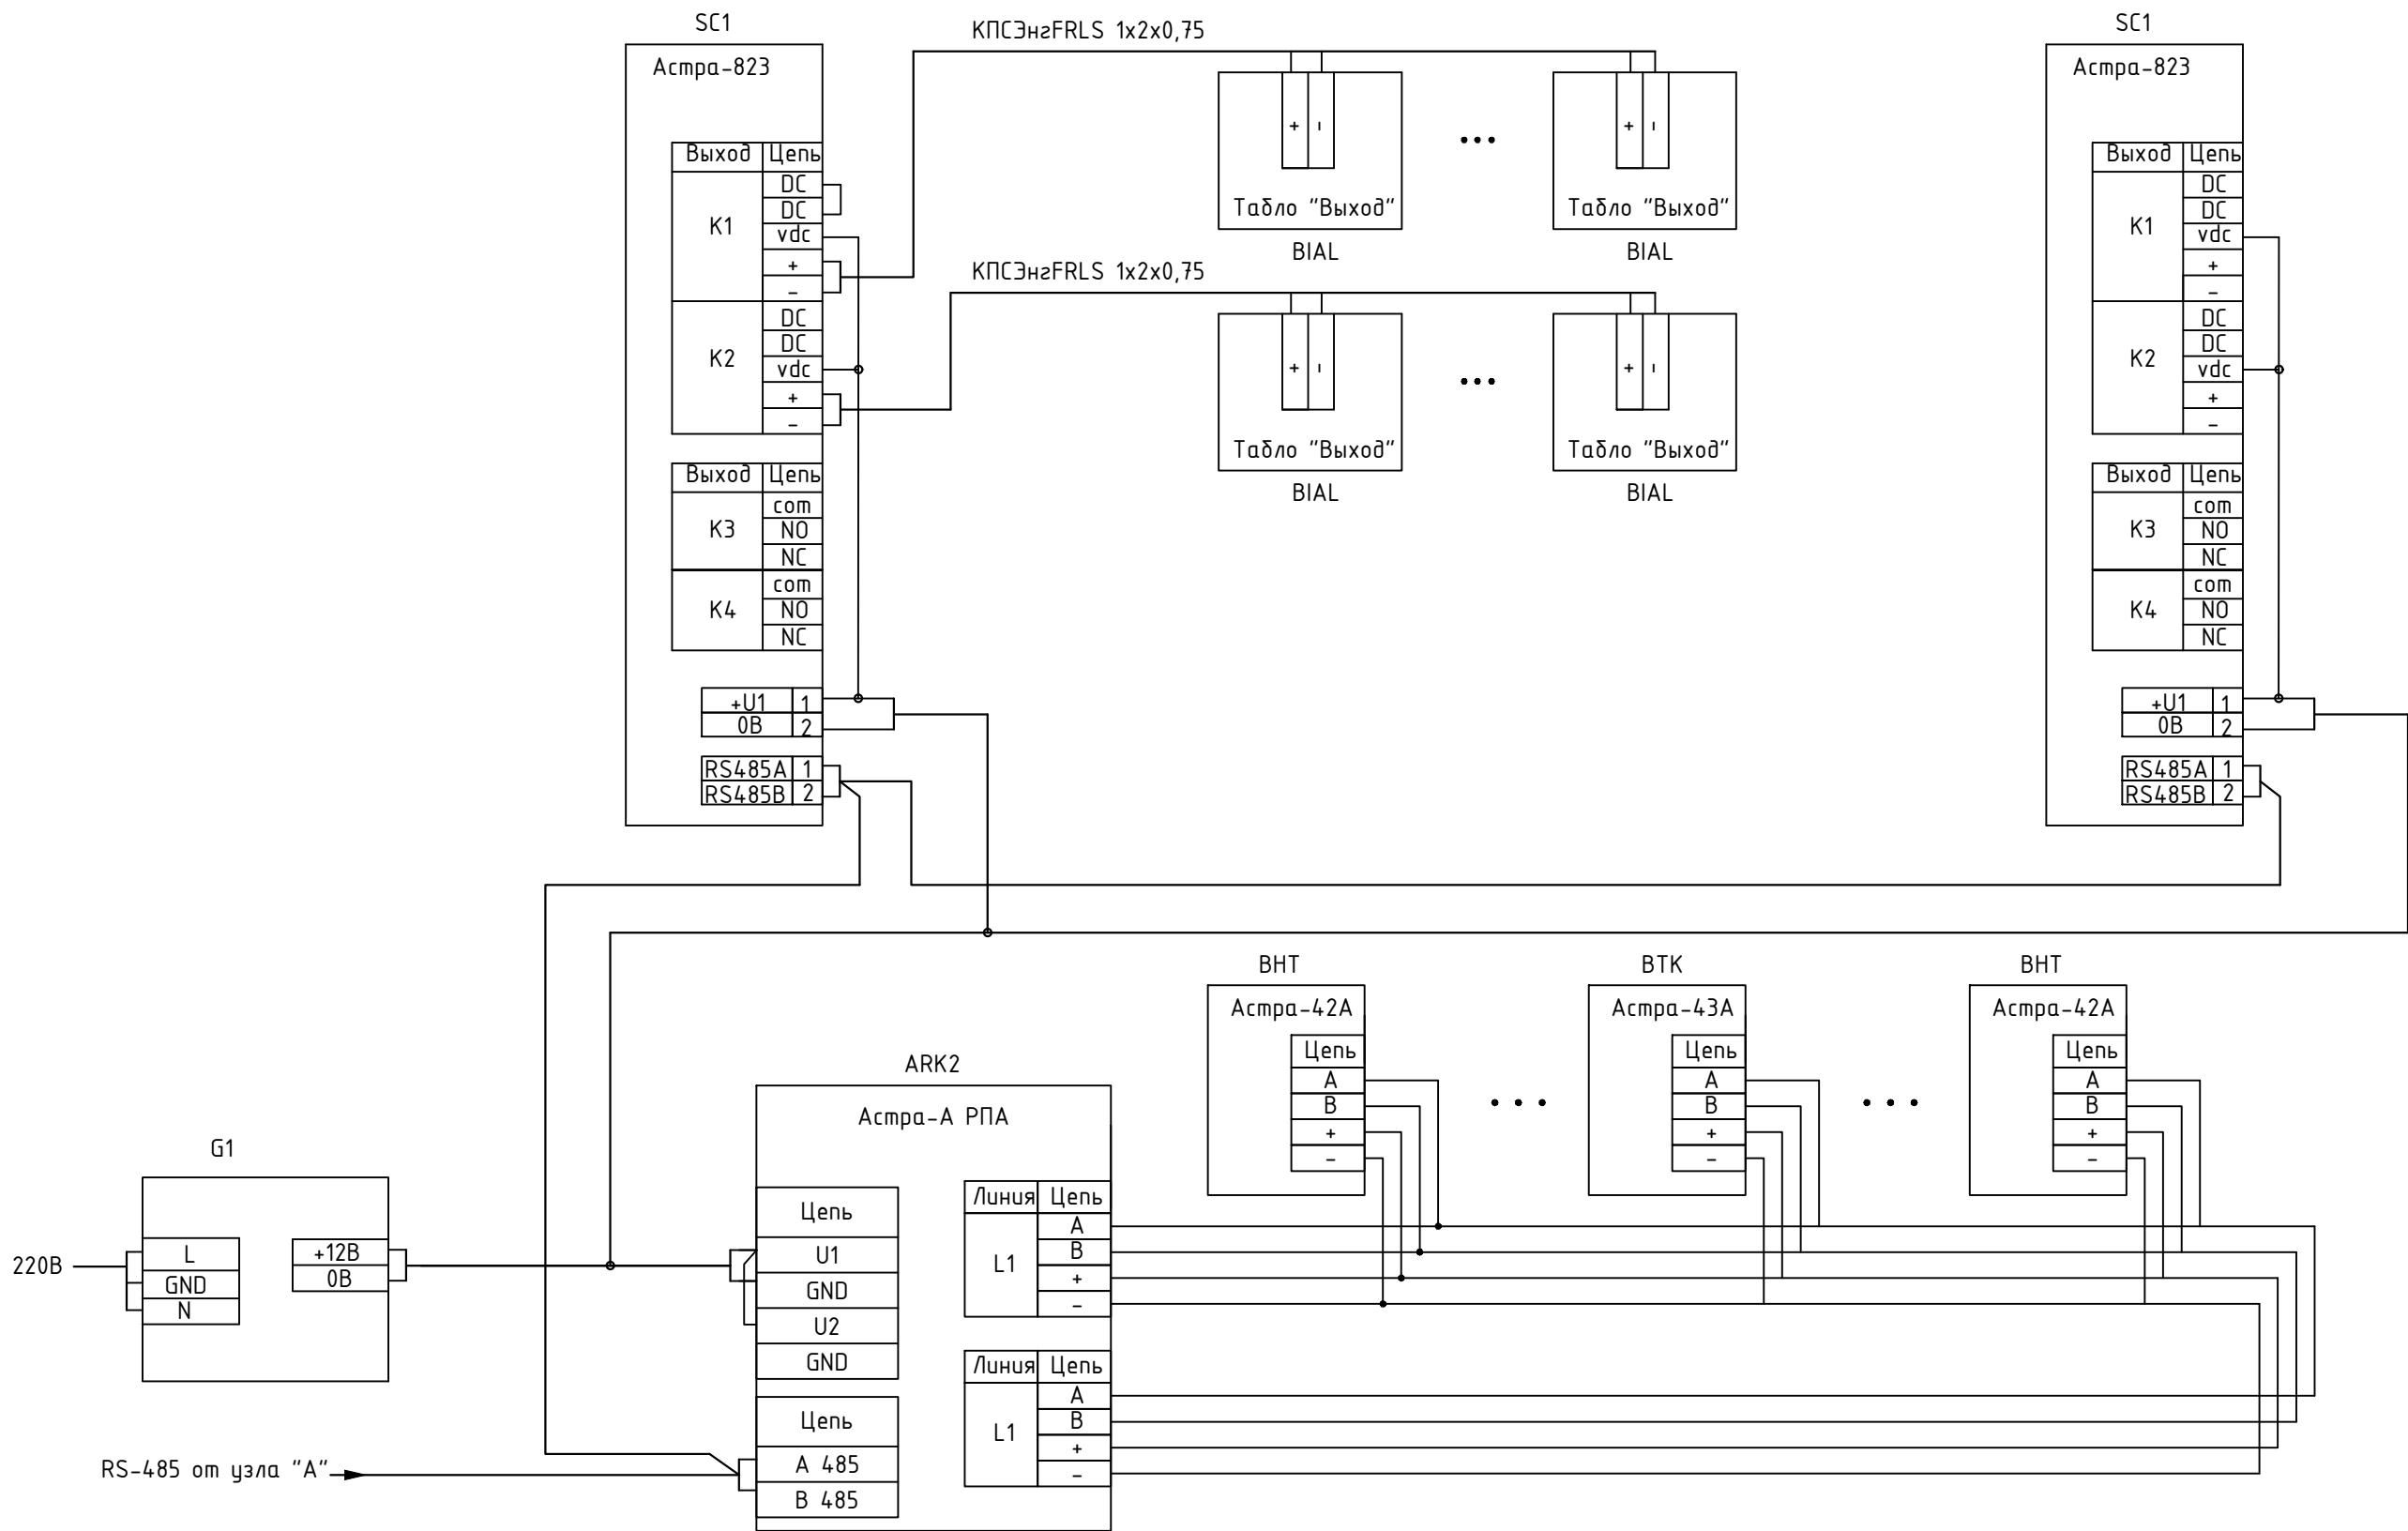 SC1
Астра-823
Выход Цепь
K1
DC
DC
vdc
+
-
K2
DC
DC
vdc
+
-
Выход Цепь
K3
com
NO
NC
K4
com
NO
NC
+U1 1
0В 2
RS485A 1
RS485B 2
КПСЭнгFRLS 1x2x0,75
+ -
Табло "Выход"
BIAL
...
+ -
Табло "Выход"
BIAL
КПСЭнгFRLS 1x2x0,75
+ -
Табло "Выход"
BIAL
...
+ -
Табло "Выход"
BIAL
SC1
Астра-823
Выход Цепь
K1
DC
DC
vdc
+
-
K2
DC
DC
vdc
+
-
Выход Цепь
K3
com
NO
NC
K4
com
NO
NC
+U1 1
0В 2
RS485A 1
RS485B 2
BHT
Астра-42А
Цепь
A
B
+
-
...
BTK
Астра-43А
Цепь
A
B
+
-
...
BHT
Астра-42А
Цепь
A
B
+
-
G1
220В
L
GND
N
+12В
0В
ARK2
Астра-А РПА
Цепь
U1
GND
U2
GND
Цепь
A 485
B 485
Линия Цепь
L1
A
B
+
-
Линия Цепь
L1
A
B
+
-
RS-485 от узла "А"